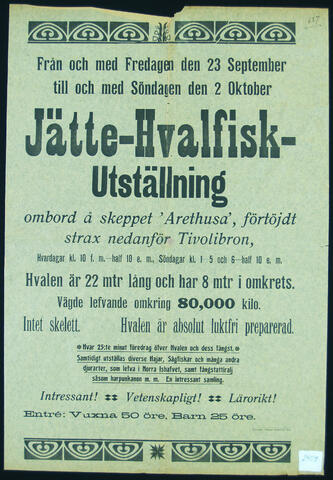 Från och med Fredagen den 23 September
till och med Söndagen den 2 Oktober
Jätte-Hvalfisk-
Utställning
ombord å skeppet 'Arethusa', förtöjdt
strax nedanför Tivolibron,
Hvardagar kl. 10 f. m.—half 10 e. m., Söndagar kl. 1—5 och 6—half 10 e. m.
Hvalen är 22 mtr lång och har 8 mtr i omkrets.
Vägde lefvande omkring 80,000 kilo.
Intet skelett. Hvalen är absolut luktfri preparerad.
Hvar 25:te minut föredrag öfver Hvalen och dess fångst.
Samtidigt utställas diverse Hajar, Sågfiskar och många andra
djurarter, som lefva i Norra Ishafvet, samt fångstattiralj
såsom harpunkanon m. m. En intressant samling.
Intressant! Vetenskapligt! Lärorikt!
Entré: Vuxna 50 öre, Barn 25 öre.